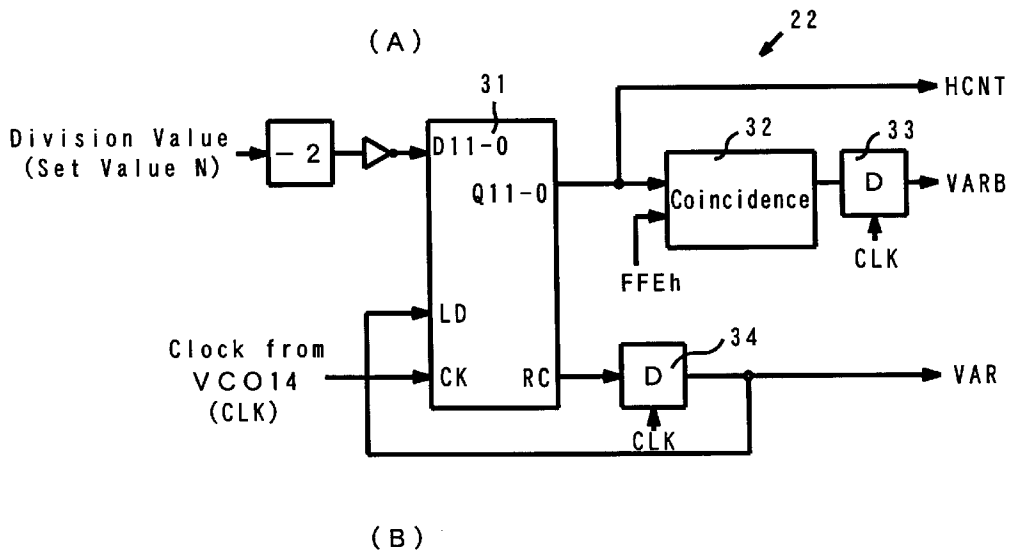 (A)
22
31
HCNT
Division Value
(Set Value N)
-2
D11-0
Q11-0
32
Coincidence
33
D
VARB
FFEh
CLK
LD
Clock from
VCO14
(CLK)
CK
RC
D
34
CLK
VAR
(B)